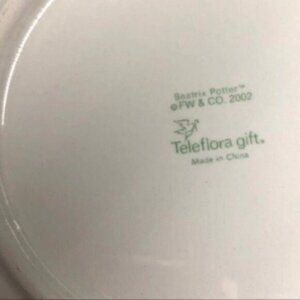 Beatrix Potter™
©FW & CO. 2002
Teleflora gift®
Made in China